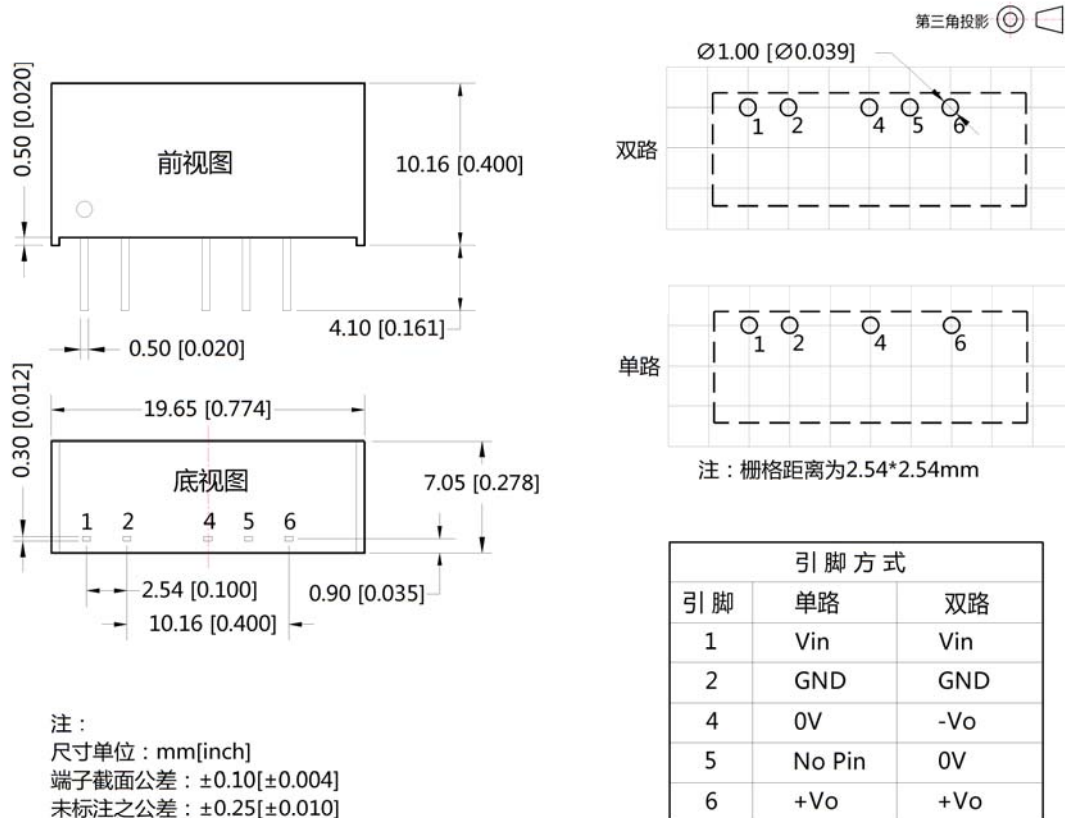 第三角投影
0.50 [0.020]
前视图
10.16 [0.400]
4.10 [0.161]
0.50 [0.020]
0.30 [0.012]
19.65 [0.774]
底视图
7.05 [0.278]
1 2 4 5 6
2.54 [0.100]
0.90 [0.035]
10.16 [0.400]
注：
尺寸单位：mm[inch]
端子截面公差：±0.10[±0.004]
未标注之公差：±0.25[±0.010]
Ø1.00 [Ø0.039]
双路
1 2 4 5 6
单路
1 2 4 6
注：栅格距离为2.54*2.54mm
引脚方式
引脚 单路 双路
1 Vin Vin
2 GND GND
4 0V -Vo
5 No Pin 0V
6 +Vo +Vo